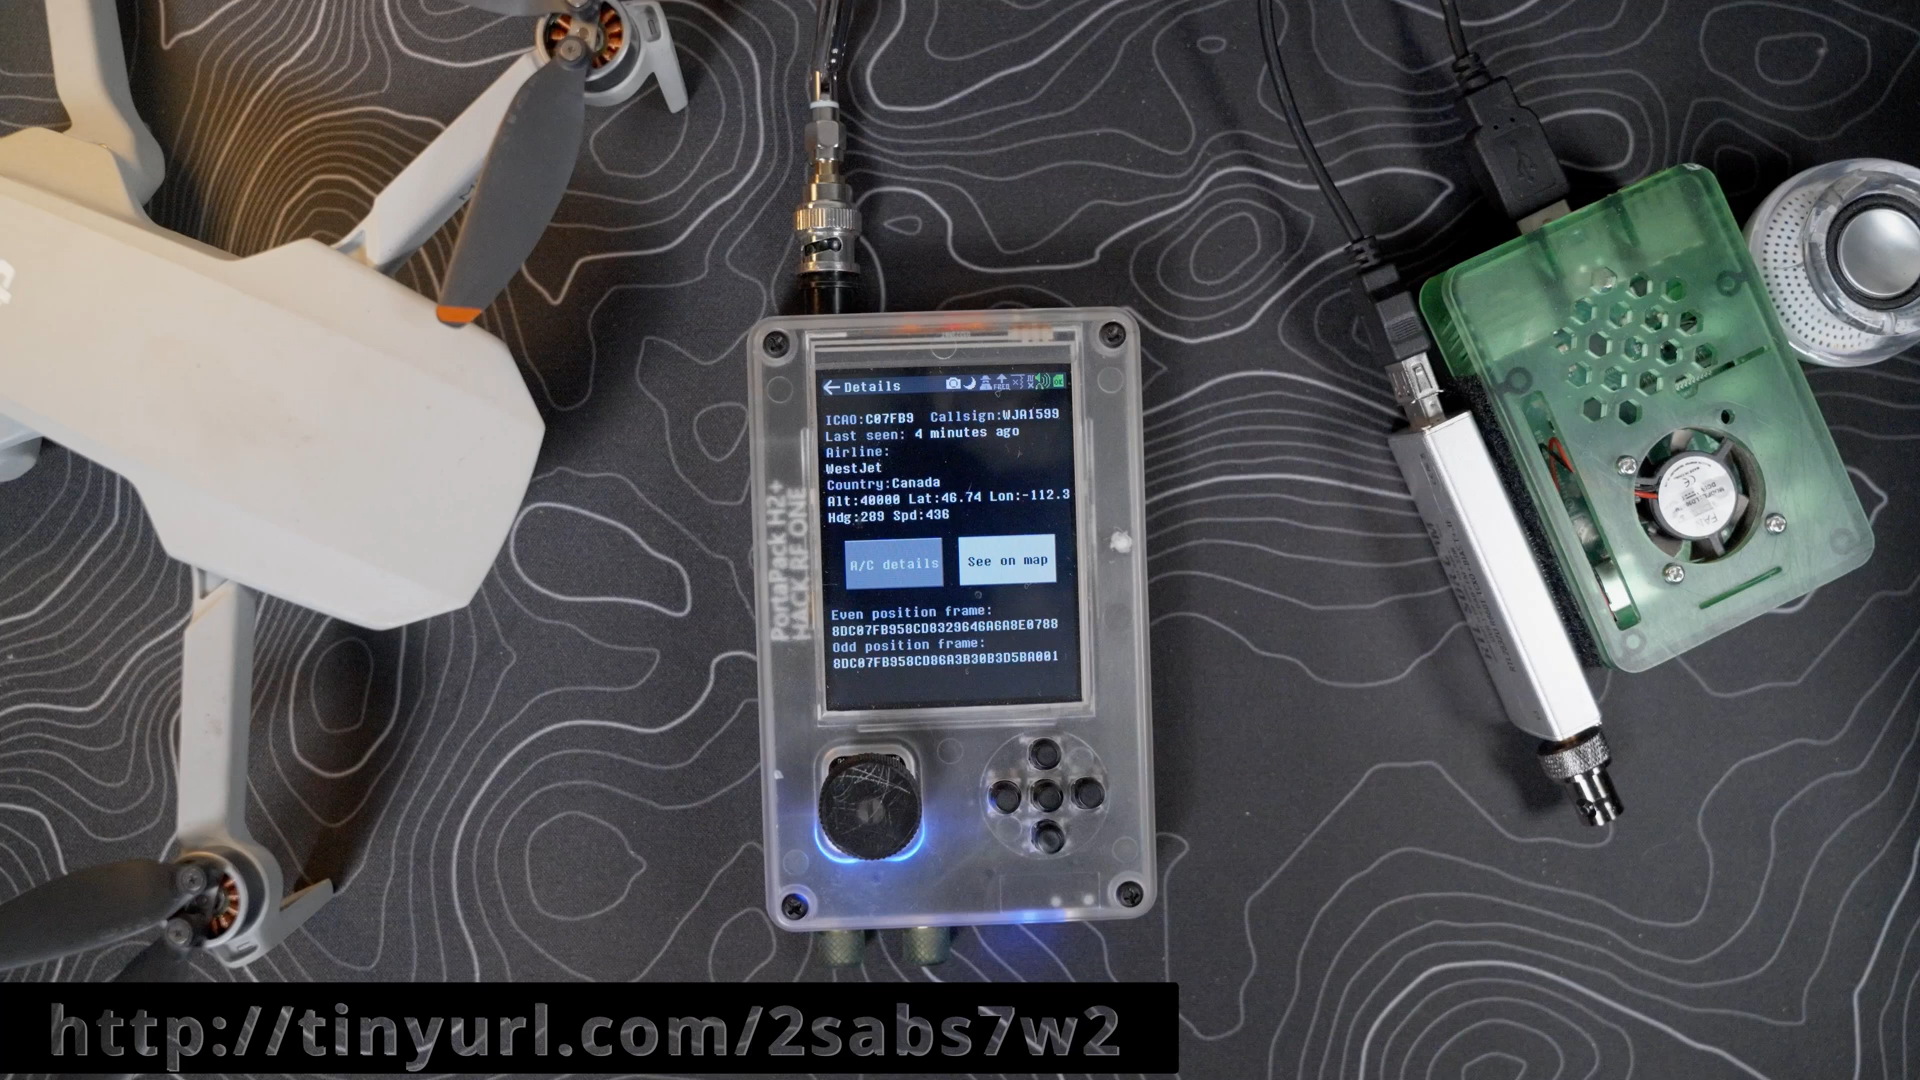 Details
ICAO:C07FB9 Callsign:WJA1599
Last seen: 4 minutes ago
Airline:
WestJet
Country:Canada
Alt:40000 Lat:46.74 Lon:-112.3
Hdg:289 Spd:436
A/C details
See on map
Even position frame:
8DC07FB958CD8329646A6A8E0788
Odd position frame:
8DC07FB958CD86A3B30B3D5BA001
PortaPack H2+
HACK RF ONE
FAN
http://tinyurl.com/2sabs7w2